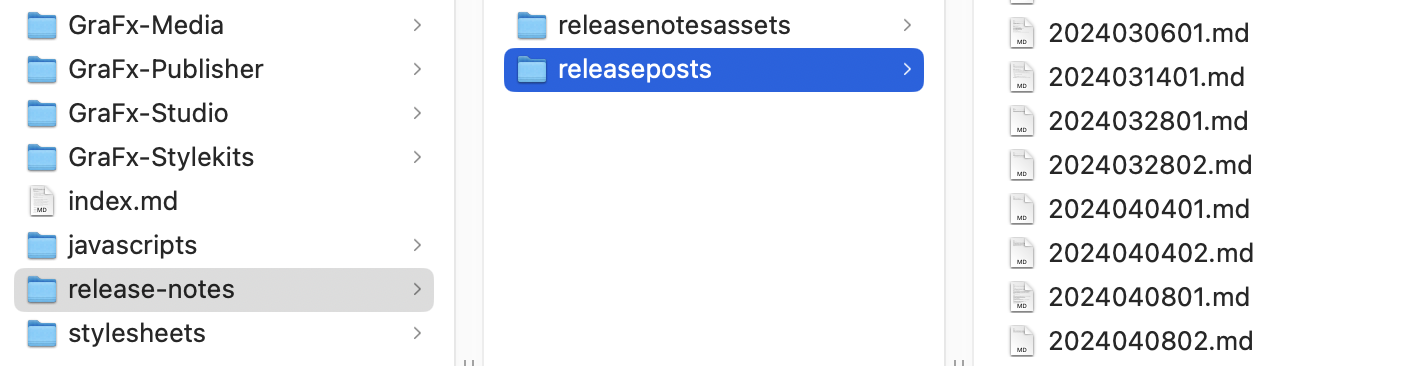 GraFx-Media
GraFx-Publisher
GraFx-Studio
GraFx-Stylekits
index.md
javascripts
release-notes
stylesheets
releasenotesassets
releaseposts
2024030601.md
2024031401.md
2024032801.md
2024032802.md
2024040401.md
2024040402.md
2024040801.md
2024040802.md
MD
MD
MD
MD
MD
MD
MD
MD
MD